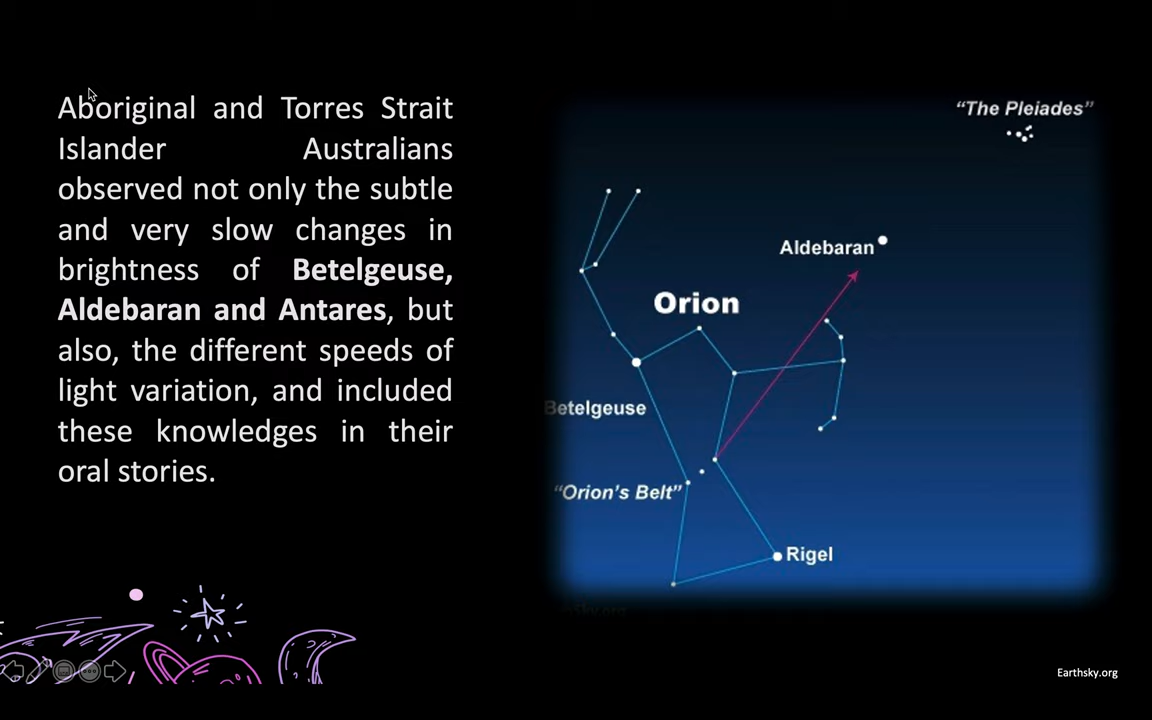 Aboriginal and Torres Strait
Islander Australians
observed not only the subtle
and very slow changes in
brightness of Betelgeuse,
Aldebaran and Antares, but
also, the different speeds of
light variation, and included
these knowledges in their
oral stories.
“The Pleiades”
Aldebaran
Orion
Betelgeuse
“Orion’s Belt”
Rigel
Earthsky.org